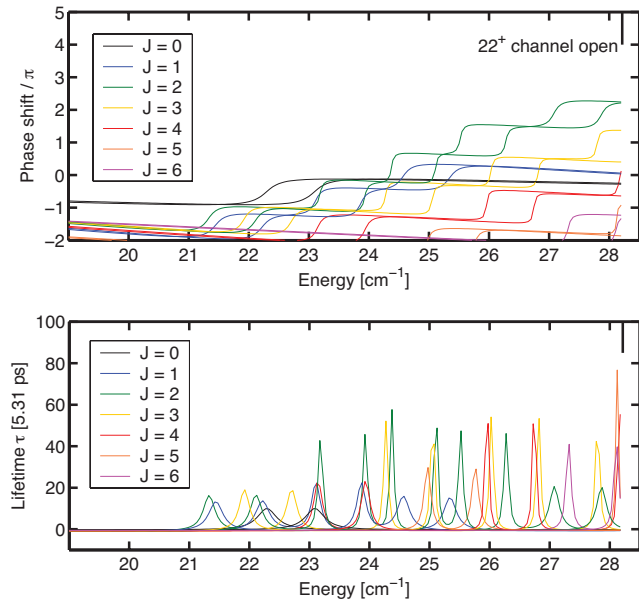 5
4
3
2
1
0
−1
−2
Phase shift / π
J = 0
J = 1
J = 2
J = 3
J = 4
J = 5
J = 6
22⁺ channel open
20 21 22 23 24 25 26 27 28
Energy [cm⁻¹]
100
80
60
40
20
0
Lifetime τ [5.31 ps]
J = 0
J = 1
J = 2
J = 3
J = 4
J = 5
J = 6
20 21 22 23 24 25 26 27 28
Energy [cm⁻¹]